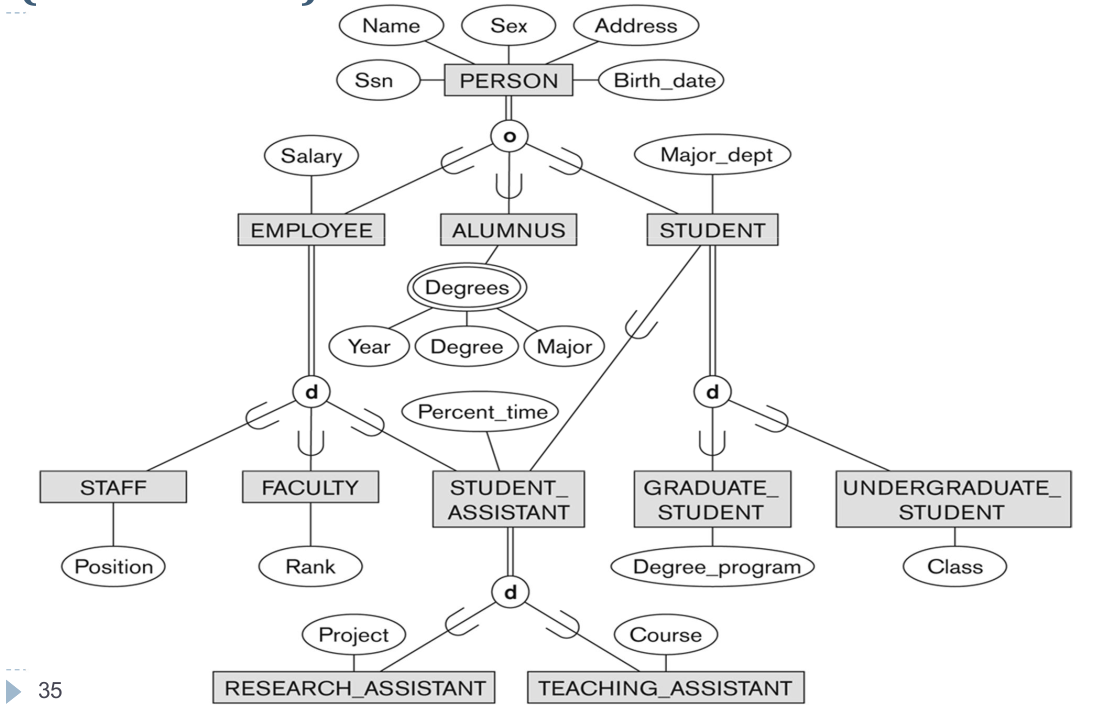 Name
Sex
Address
Ssn
PERSON
Birth_date
o
Salary
Major_dept
EMPLOYEE
ALUMNUS
STUDENT
Degrees
Year
Degree
Major
d
d
Percent_time
STAFF
FACULTY
STUDENT_
ASSISTANT
GRADUATE_
STUDENT
UNDERGRADUATE_
STUDENT
Position
Rank
Degree_program
Class
d
Project
Course
RESEARCH_ASSISTANT
TEACHING_ASSISTANT
35